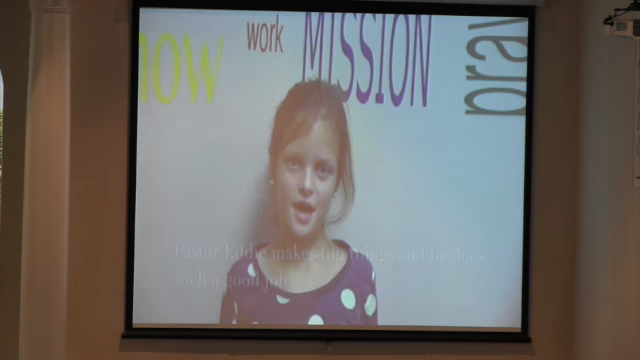 now
work
MISSION
pray
Pastor Eddie makes fun things and he does
such a good job